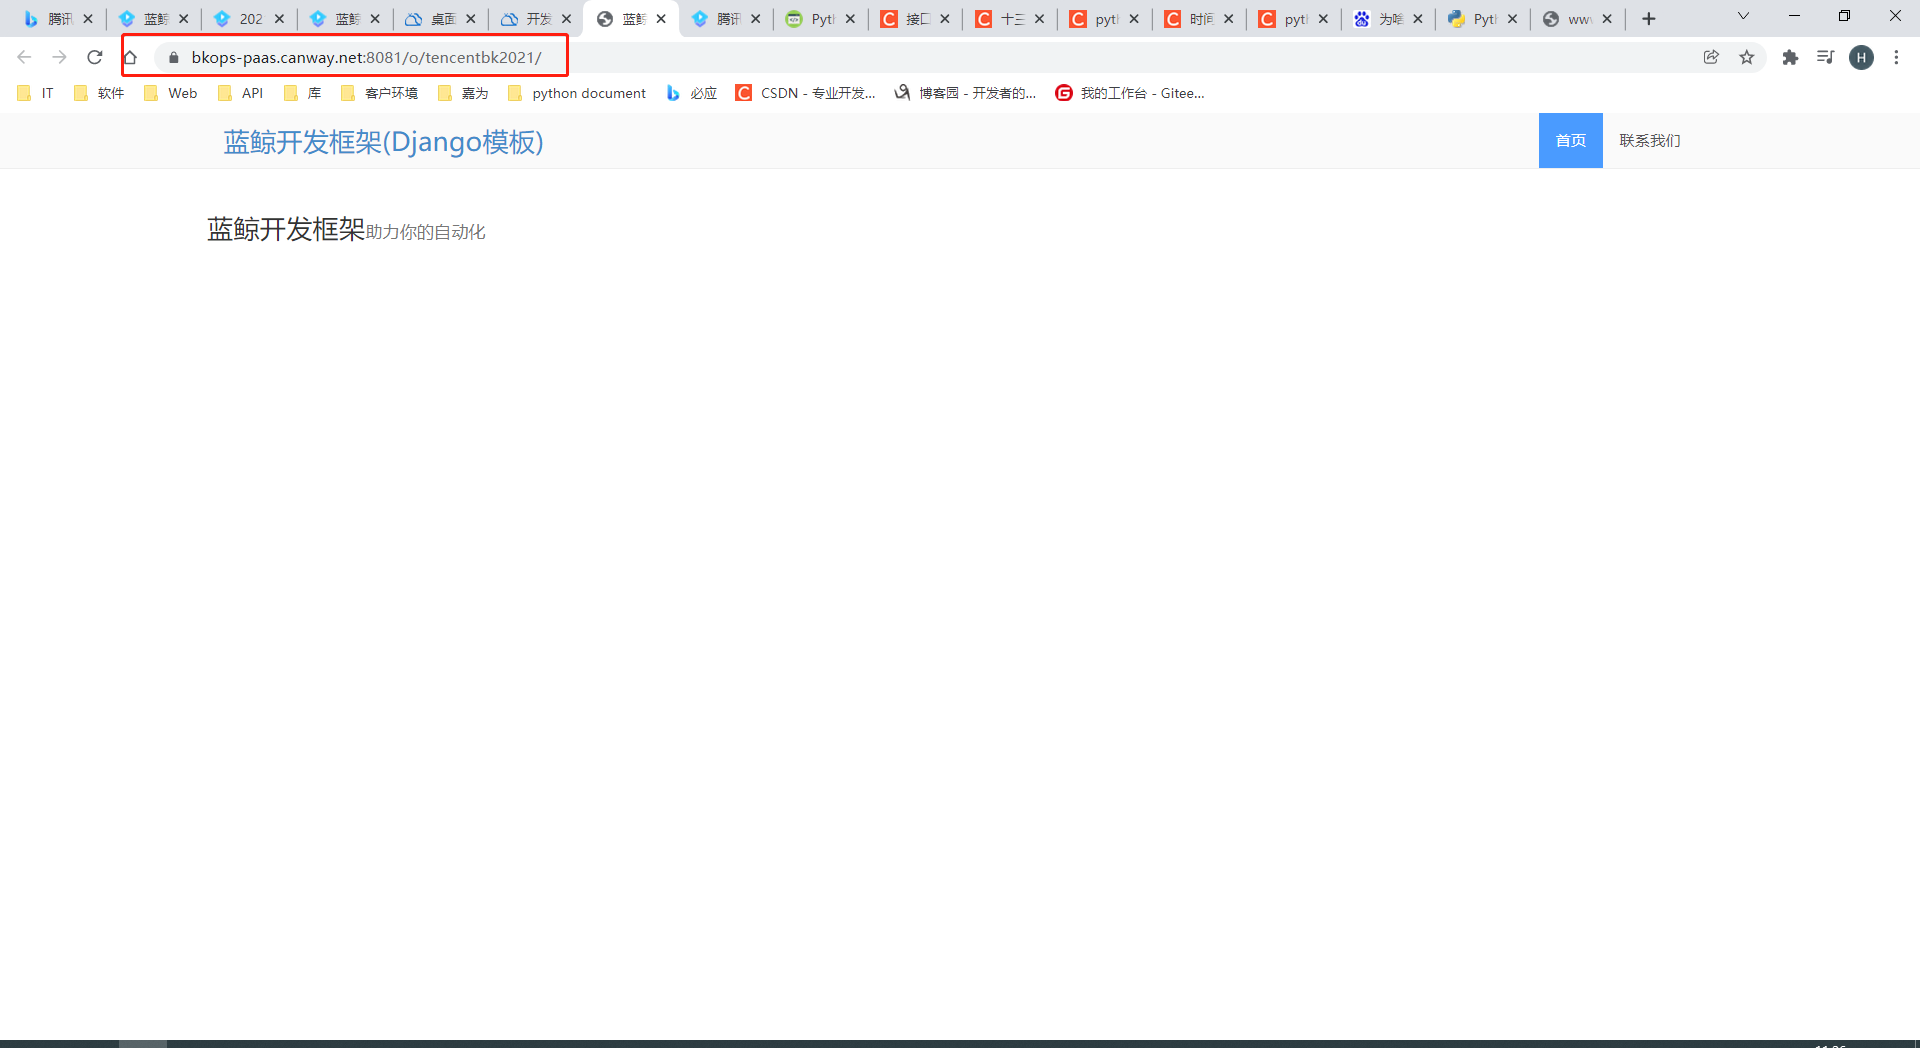 腾讯 蓝鲸 202 蓝鲸 桌面 开发 蓝鲸 腾讯 Pyth 接口 十三 pyth 时间 pyth 为啥 Pyth www
bkops-paas.canway.net:8081/o/tencentbk2021/ H
IT 软件 Web API 库 客户环境 嘉为 python document 必应 CSDN - 专业开发... 博客园 - 开发者的... 我的工作台 - Gitee...
蓝鲸开发框架(Django模板) 首页 联系我们
蓝鲸开发框架助力你的自动化